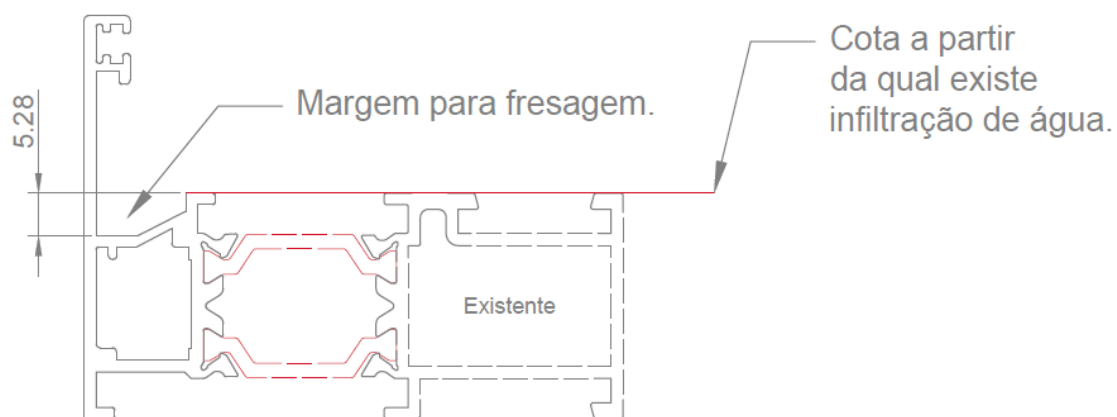 Cota a partir
da qual existe
infiltração de água.
Margem para fresagem.
5.28
Existente